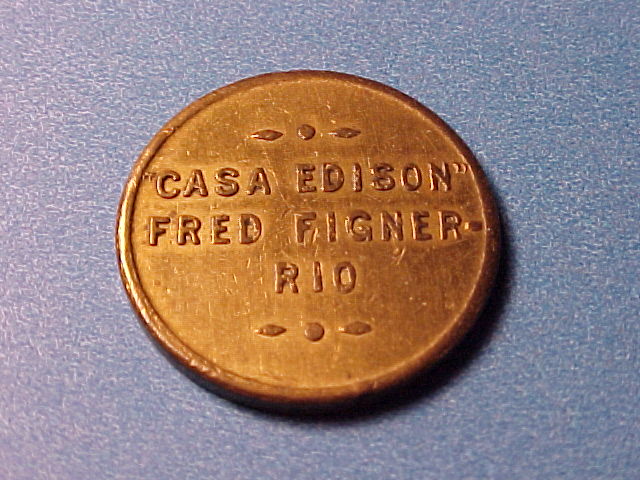 "CASA EDISON"
FRED FIGNER-
RIO